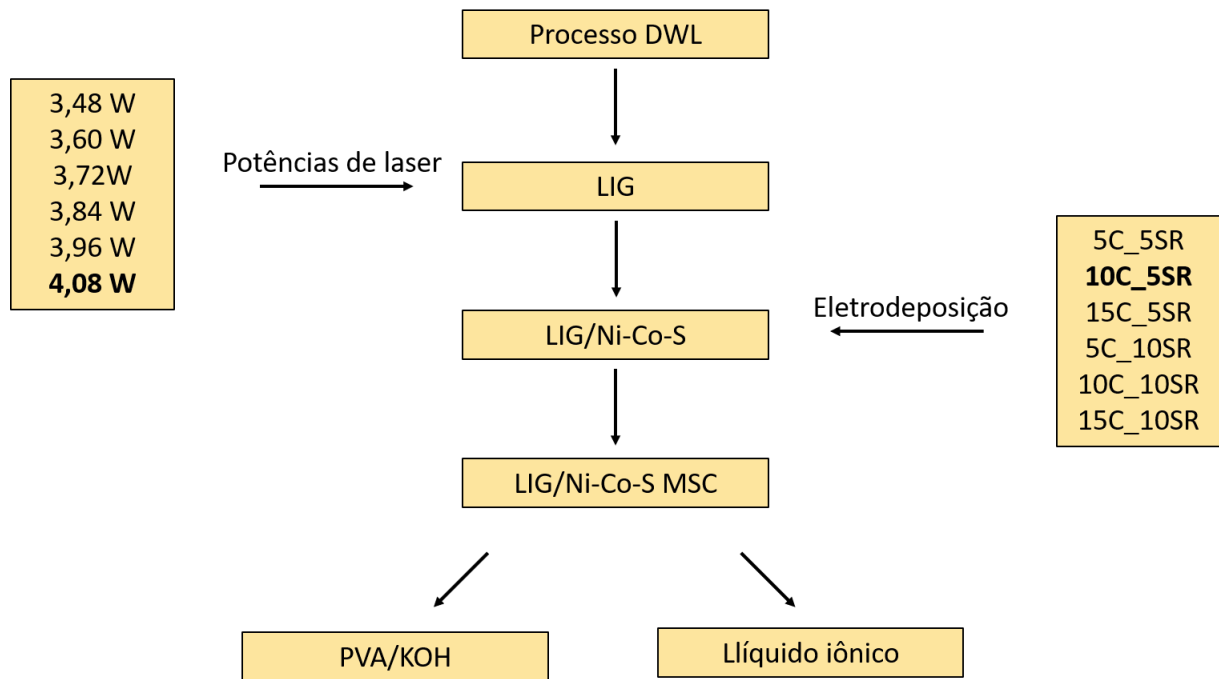 Processo DWL
3,48 W
3,60 W
3,72W
3,84 W
3,96 W
4,08 W
Potências de laser
LIG
5C_5SR
10C_5SR
15C_5SR
5C_10SR
10C_10SR
15C_10SR
Eletrodeposição
LIG/Ni-Co-S
LIG/Ni-Co-S MSC
PVA/KOH
Llíquido iônico